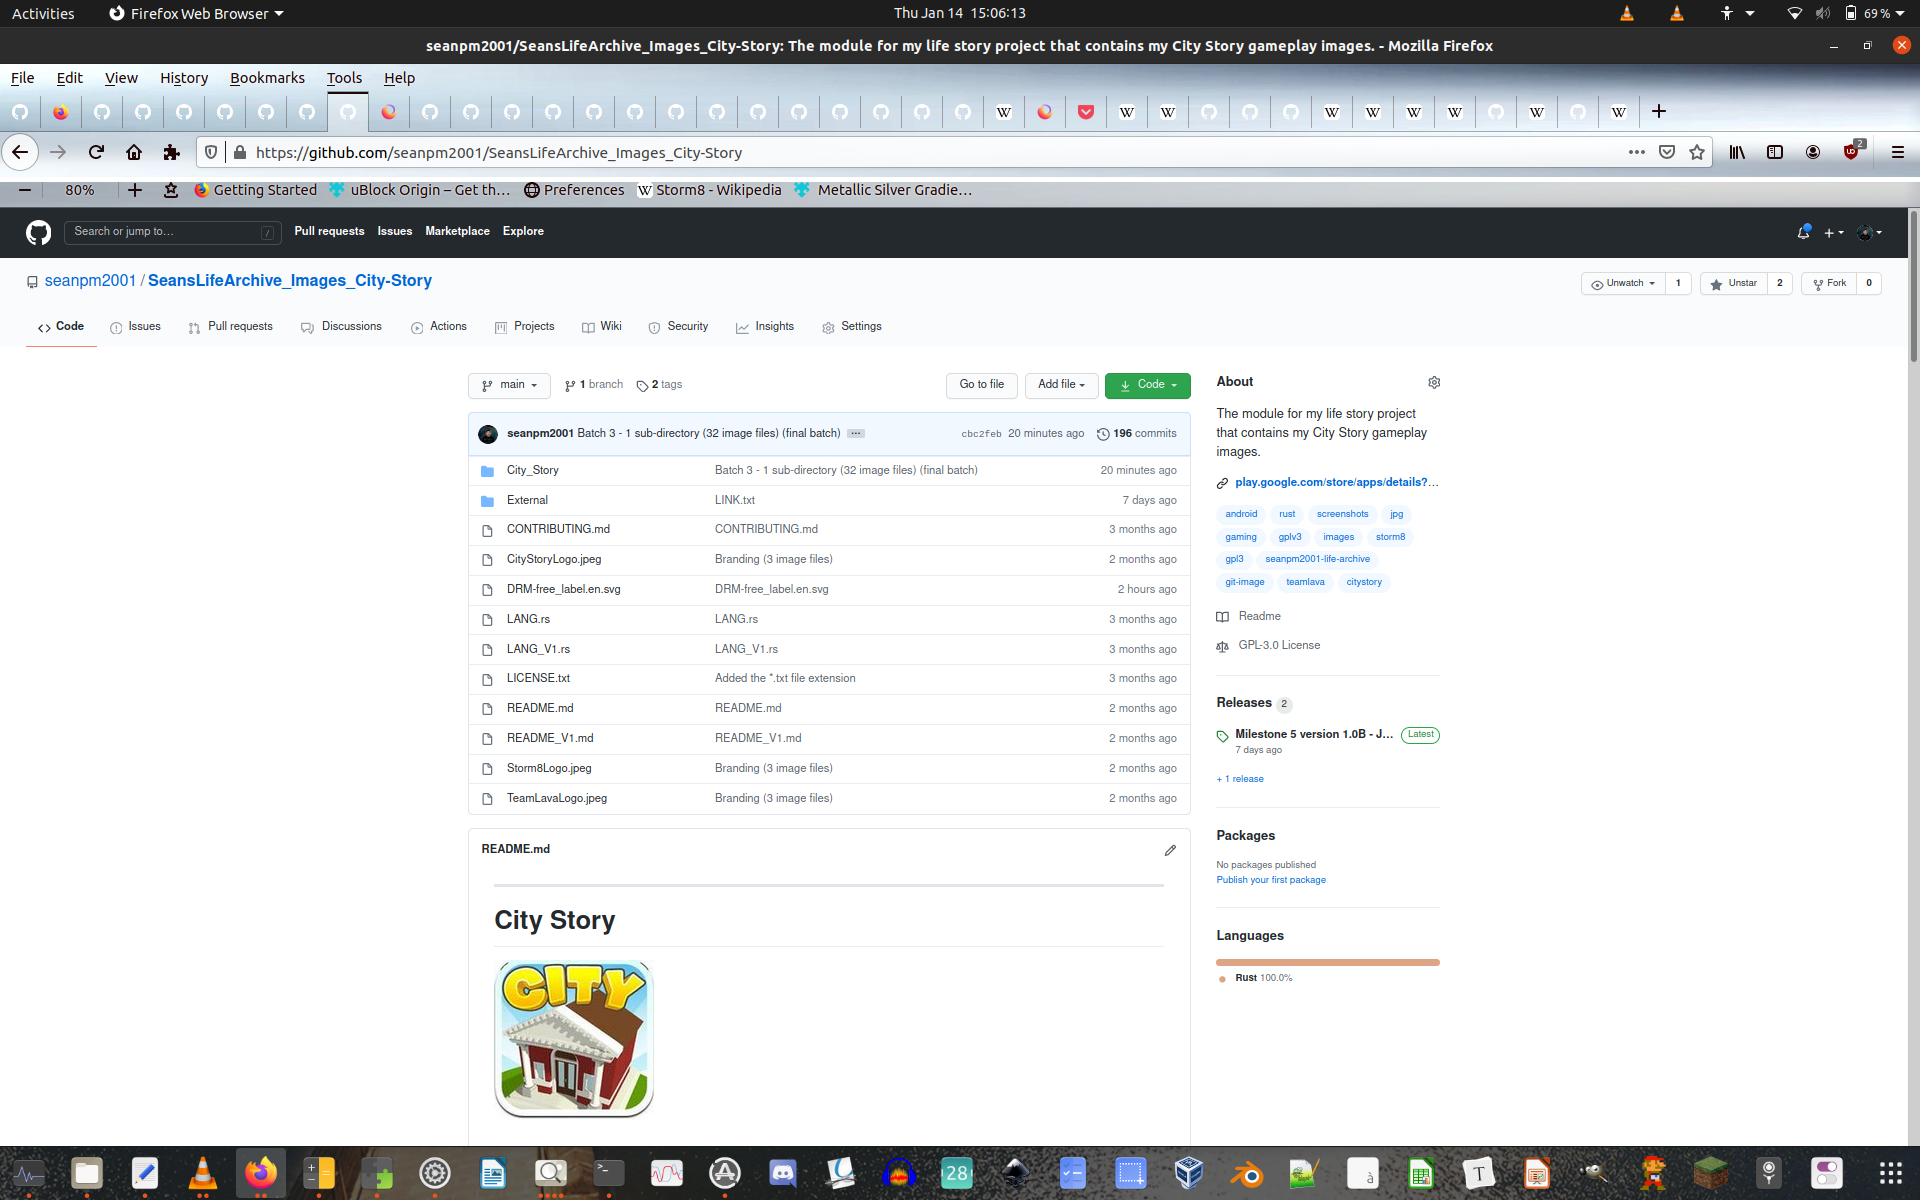 Activities Firefox Web Browser Thu Jan 14 15:06:13 69 %
seanpm2001/SeansLifeArchive_Images_City-Story: The module for my life story project that contains my City Story gameplay images. - Mozilla Firefox
File Edit View History Bookmarks Tools Help
https://github.com/seanpm2001/SeansLifeArchive_Images_City-Story 2
80% Getting Started uBlock Origin – Get th… Preferences Storm8 - Wikipedia Metallic Silver Gradie…
Search or jump to… / Pull requests Issues Marketplace Explore
seanpm2001 / SeansLifeArchive_Images_City-Story Unwatch 1 Unstar 2 Fork 0
Code Issues Pull requests Discussions Actions Projects Wiki Security Insights Settings
main 1 branch 2 tags Go to file Add file Code
seanpm2001 Batch 3 - 1 sub-directory (32 image files) (final batch) ... cbc2feb 20 minutes ago 196 commits
City_Story Batch 3 - 1 sub-directory (32 image files) (final batch) 20 minutes ago
External LINK.txt 7 days ago
CONTRIBUTING.md CONTRIBUTING.md 3 months ago
CityStoryLogo.jpeg Branding (3 image files) 2 months ago
DRM-free_label.en.svg DRM-free_label.en.svg 2 hours ago
LANG.rs LANG.rs 3 months ago
LANG_V1.rs LANG_V1.rs 3 months ago
LICENSE.txt Added the *.txt file extension 3 months ago
README.md README.md 2 months ago
README_V1.md README_V1.md 2 months ago
Storm8Logo.jpeg Branding (3 image files) 2 months ago
TeamLavaLogo.jpeg Branding (3 image files) 2 months ago
README.md
City Story
CITY
About
The module for my life story project
that contains my City Story gameplay
images.
play.google.com/store/apps/details?…
android rust screenshots jpg
gaming gplv3 images storm8
gpl3 seanpm2001-life-archive
git-image teamlava citystory
Readme
GPL-3.0 License
Releases 2
Milestone 5 version 1.0B - J… Latest
7 days ago
+ 1 release
Packages
No packages published
Publish your first package
Languages
Rust 100.0%
28
à
T